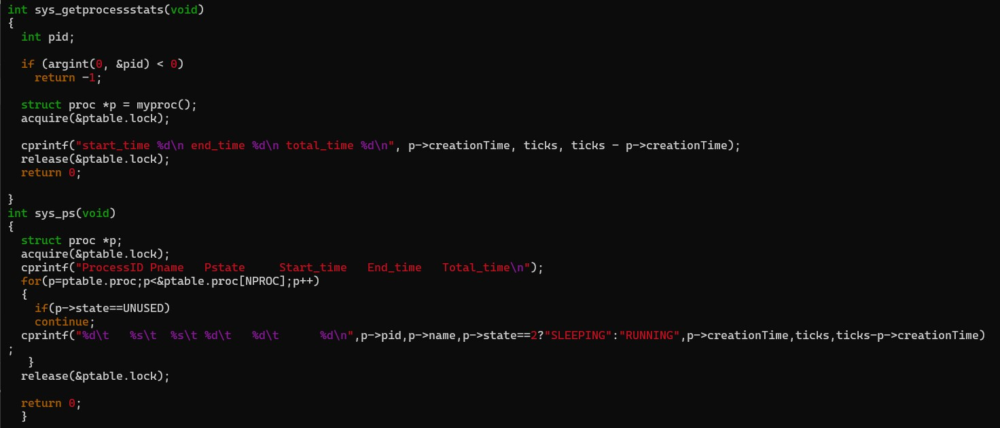 int sys_getprocessstats(void)
{
  int pid;

  if (argint(0, &pid) < 0)
    return -1;

  struct proc *p = myproc();
  acquire(&ptable.lock);

  cprintf("start_time %d\n end_time %d\n total_time %d\n", p->creationTime, ticks, ticks - p->creationTime);
  release(&ptable.lock);
  return 0;

}
int sys_ps(void)
{
  struct proc *p;
  acquire(&ptable.lock);
  cprintf("ProcessID Pname   Pstate     Start_time   End_time   Total_time\n");
  for(p=ptable.proc;p<&ptable.proc[NPROC];p++)
  {
    if(p->state==UNUSED)
    continue;
  cprintf("%d\t   %s\t  %s\t %d\t   %d\t      %d\n",p->pid,p->name,p->state==2?"SLEEPING":"RUNNING",p->creationTime,ticks,ticks-p->creationTime)
;
   }
  release(&ptable.lock);

  return 0;
  }